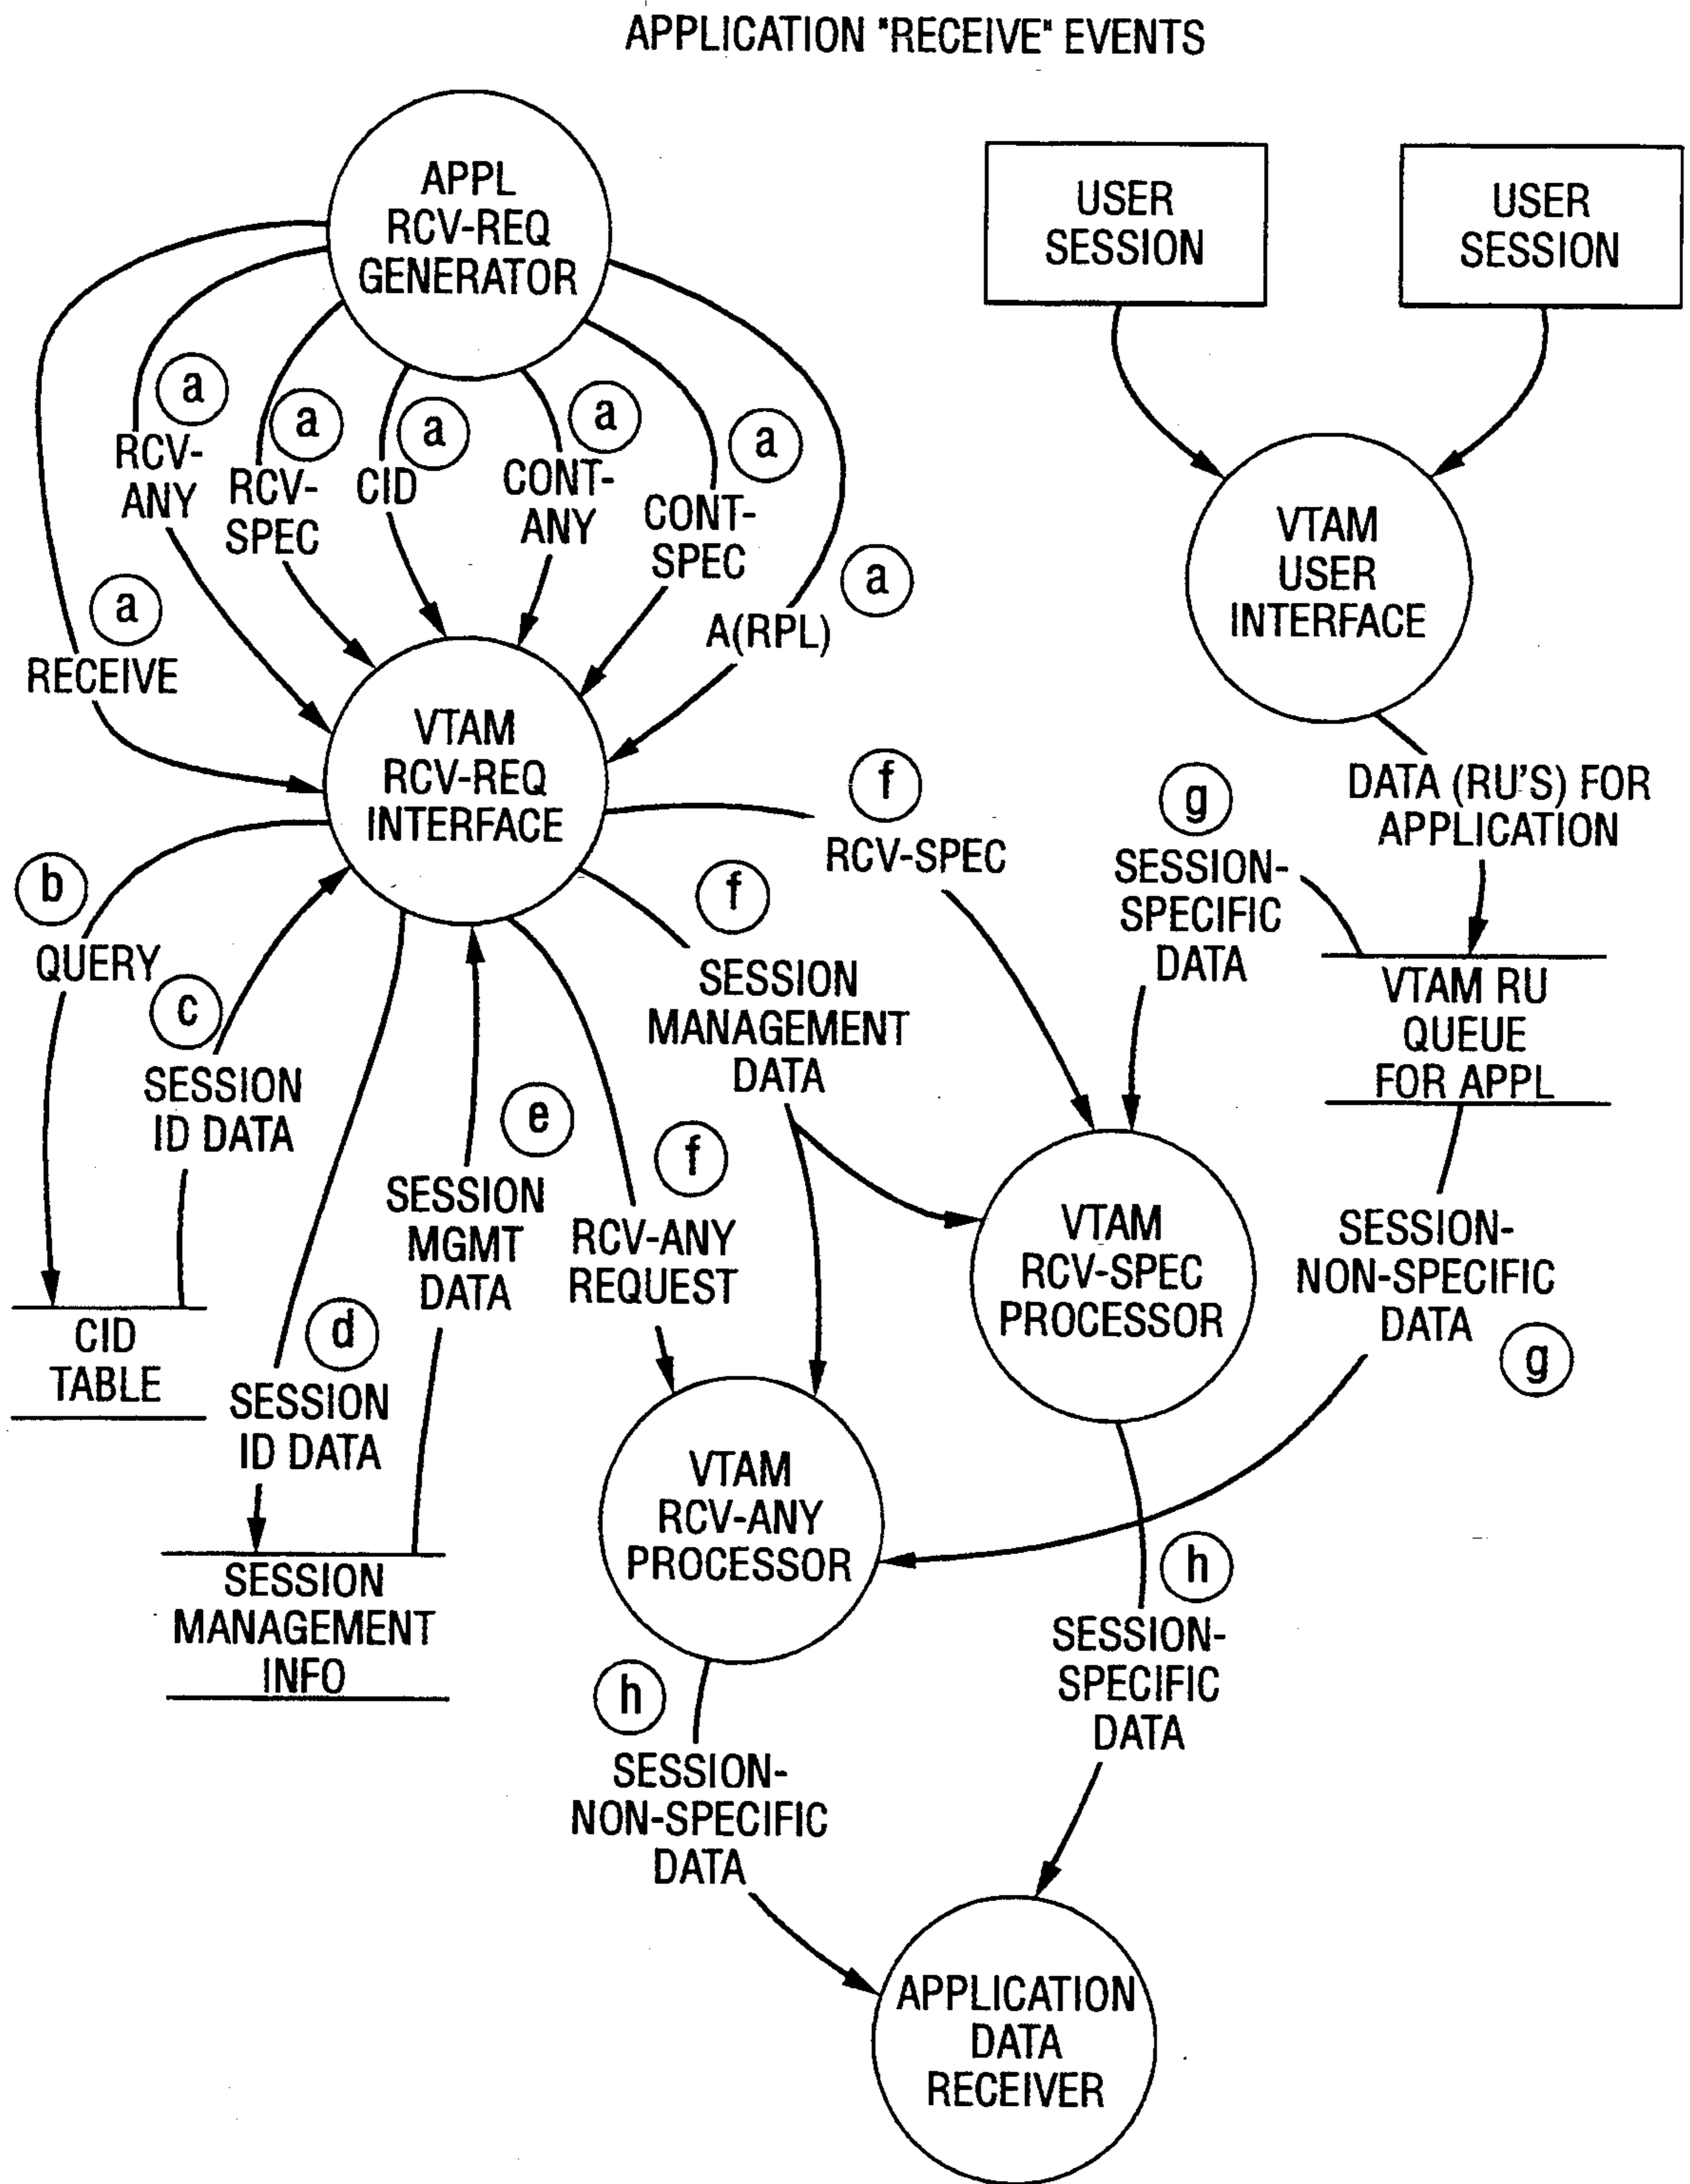 APPLICATION "RECEIVE" EVENTS
APPL
RCV-REQ
GENERATOR
USER
SESSION
USER
SESSION
a
RCV-
ANY
a
RCV-
SPEC
a
CID
a
CONT-
ANY
a
CONT-
SPEC
a
A(RPL)
a
RECEIVE
VTAM
USER
INTERFACE
VTAM
RCV-REQ
INTERFACE
DATA (RU'S) FOR
APPLICATION
f
RCV-SPEC
g
SESSION-
SPECIFIC
DATA
b
QUERY
c
SESSION
ID DATA
f
SESSION
MANAGEMENT
DATA
VTAM RU
QUEUE
FOR APPL
e
SESSION
MGMT
DATA
f
RCV-ANY
REQUEST
VTAM
RCV-SPEC
PROCESSOR
SESSION-
NON-SPECIFIC
DATA
g
CID
TABLE
d
SESSION
ID DATA
VTAM
RCV-ANY
PROCESSOR
SESSION
MANAGEMENT
INFO
h
SESSION-
SPECIFIC
DATA
h
SESSION-
NON-SPECIFIC
DATA
APPLICATION
DATA
RECEIVER